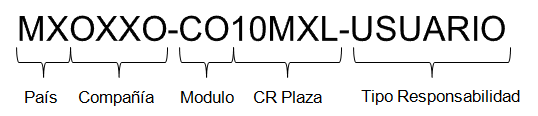 MXOXXO-CO10MXL-USUARIO
País Compañía Modulo CR Plaza Tipo Responsabilidad